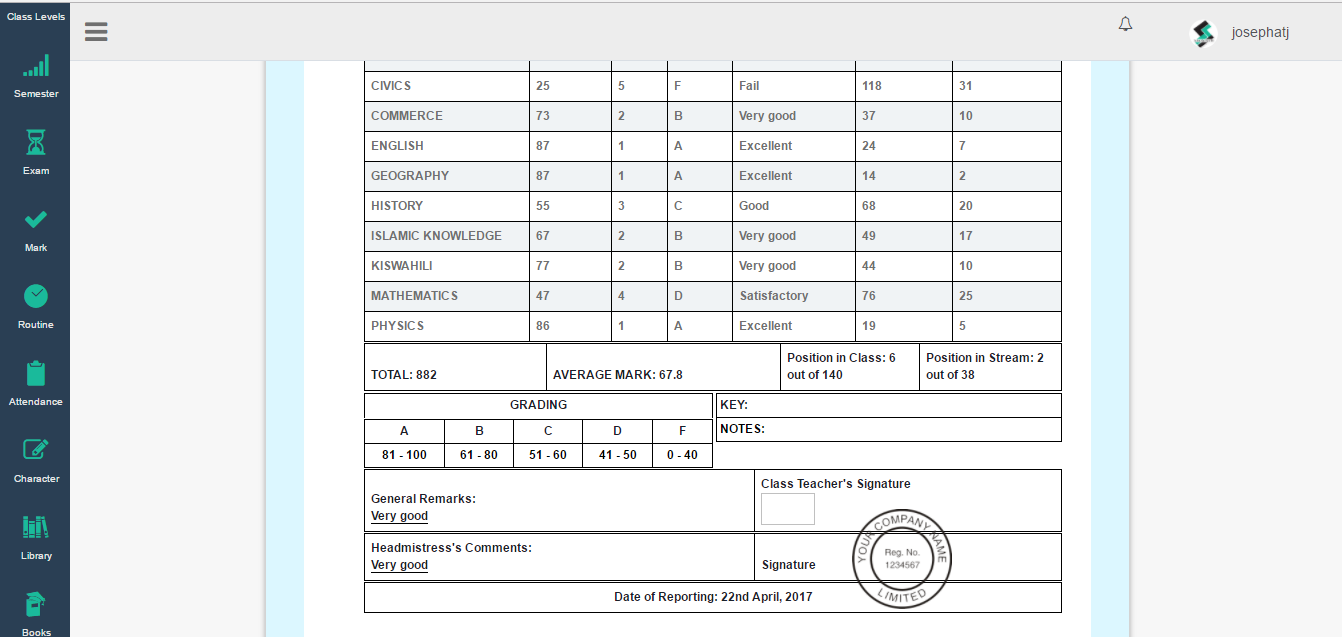 Class Levels
josephatj
Semester
Exam
Mark
Routine
Attendance
Character
Library
Books
CIVICS 25 5 F Fail 118 31
COMMERCE 73 2 B Very good 37 10
ENGLISH 87 1 A Excellent 24 7
GEOGRAPHY 87 1 A Excellent 14 2
HISTORY 55 3 C Good 68 20
ISLAMIC KNOWLEDGE 67 2 B Very good 49 17
KISWAHILI 77 2 B Very good 44 10
MATHEMATICS 47 4 D Satisfactory 76 25
PHYSICS 86 1 A Excellent 19 5
TOTAL: 882 AVERAGE MARK: 67.8 Position in Class: 6 Position in Stream: 2
out of 140 out of 38
GRADING KEY:
A B C D F NOTES:
81 - 100 61 - 80 51 - 60 41 - 50 0 - 40
Class Teacher's Signature
General Remarks:
Very good
Headmistress's Comments:
Very good Signature
YOUR COMPANY NAME
Reg. No.
1234567
LIMITED
Date of Reporting: 22nd April, 2017